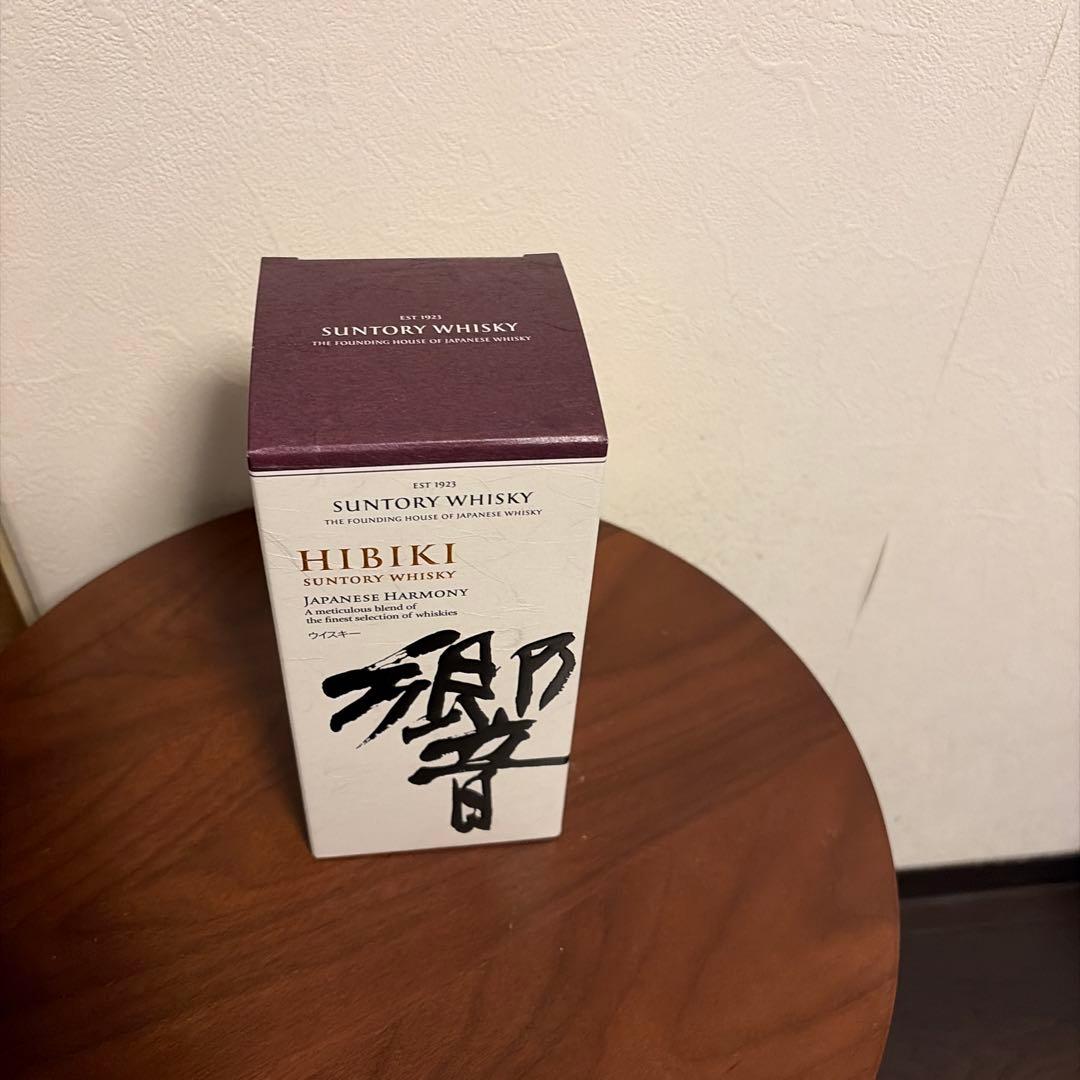 EST 1923
SUNTORY WHISKY
THE FOUNDING HOUSE OF JAPANESE WHISKY
EST 1923
SUNTORY WHISKY
THE FOUNDING HOUSE OF JAPANESE WHISKY
HIBIKI
SUNTORY WHISKY
JAPANESE HARMONY
A meticulous blend of
the finest selection of whiskies
ウイスキー
響